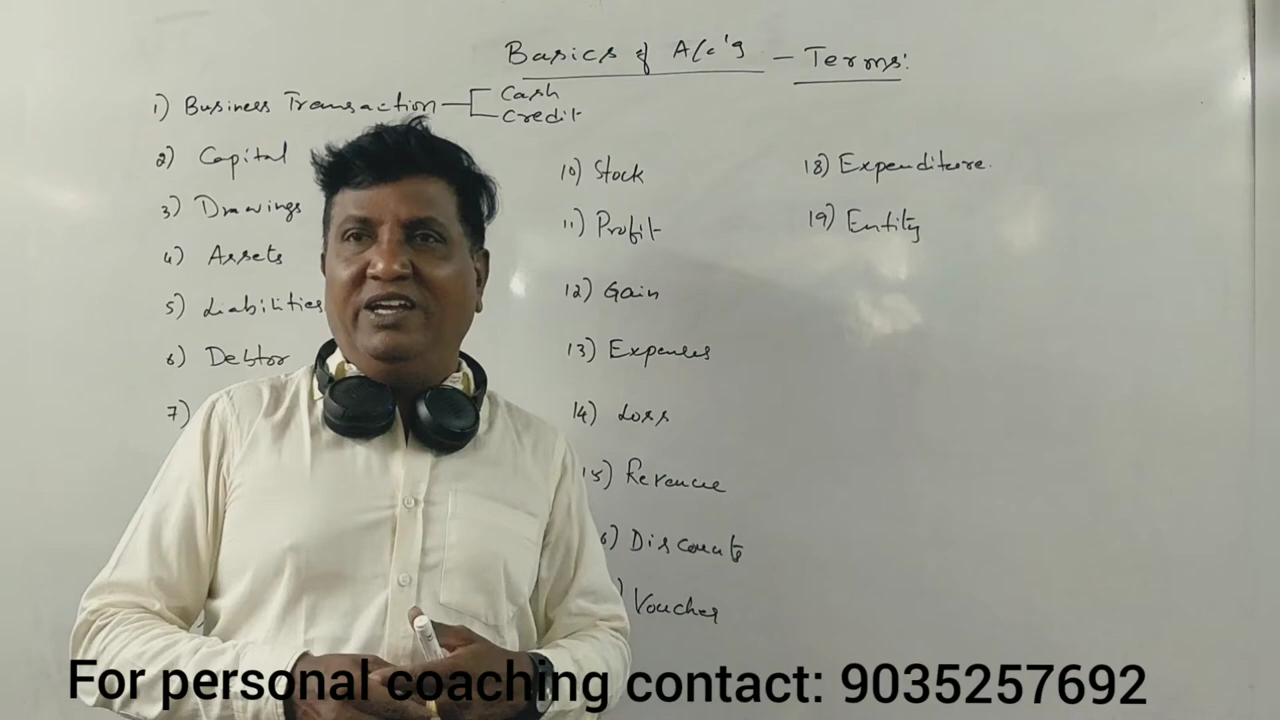 Basics of A/c'g - Terms:
1) Business Transaction
Cash
Credit
2) Capital
3) Drawings
4) Assets
5) Liabilities
6) Debtor
7)
10) Stock
11) Profit
12) Gain
13) Expenses
14) Loss
15) Revenue
6) Discount
) Voucher
18) Expenditure.
19) Entity
For personal coaching contact: 9035257692